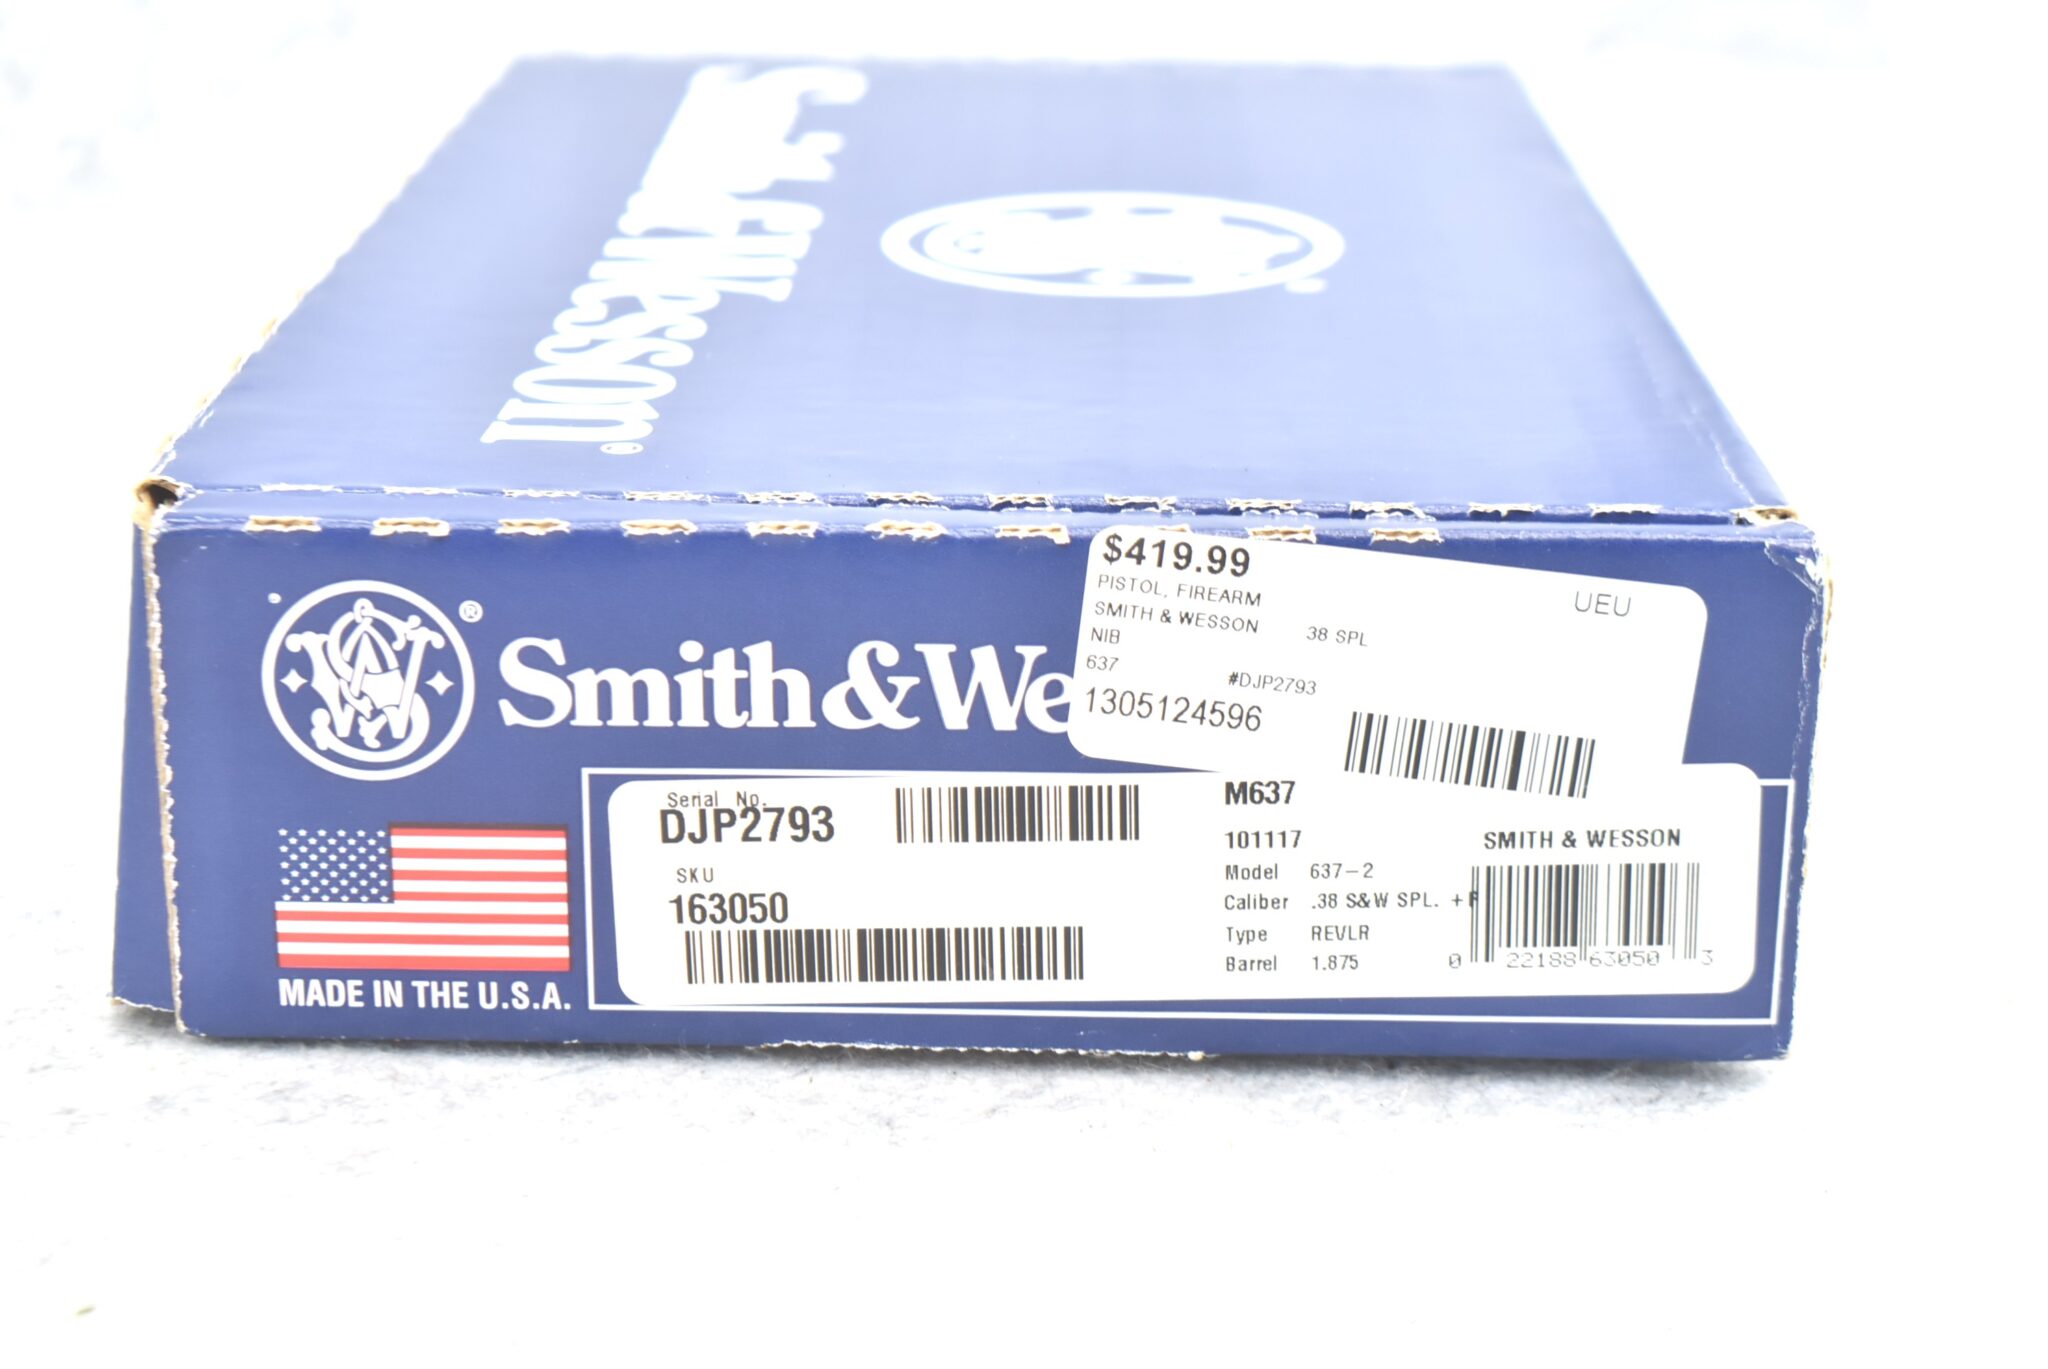 Smith & Wesson
Smith & We
MADE IN THE U.S.A.
$419.99
PISTOL, FIREARM
UEU
SMITH & WESSON 38 SPL
NIB
637 #DJP2793
1305124596
Serial No.
DJP2793
SKU
163050
M637
101117
Model 637-2
Caliber .38 S&W SPL. +
Type REVLR
Barrel 1.875
SMITH & WESSON
0 22188 63050 3